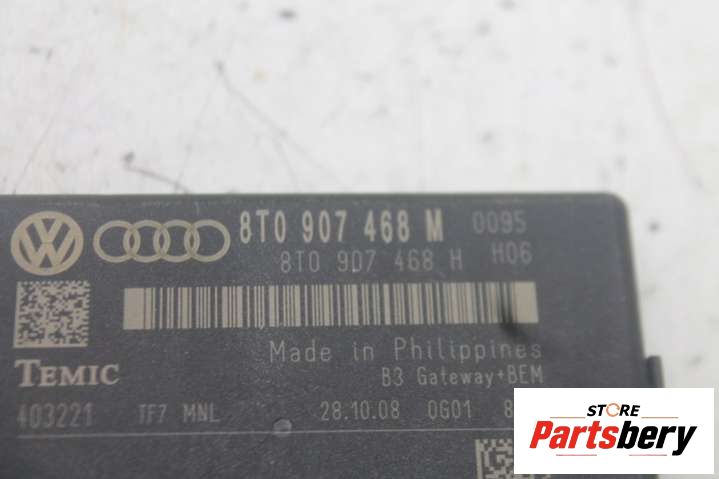 8T0 907 468 M 0095
8T0 907 468 H H06
TEMIC
Made in Philippines
B3 Gateway+BEM
403221 TF7 MNL 28.10.08 0G01 8
STORE
Partsbery